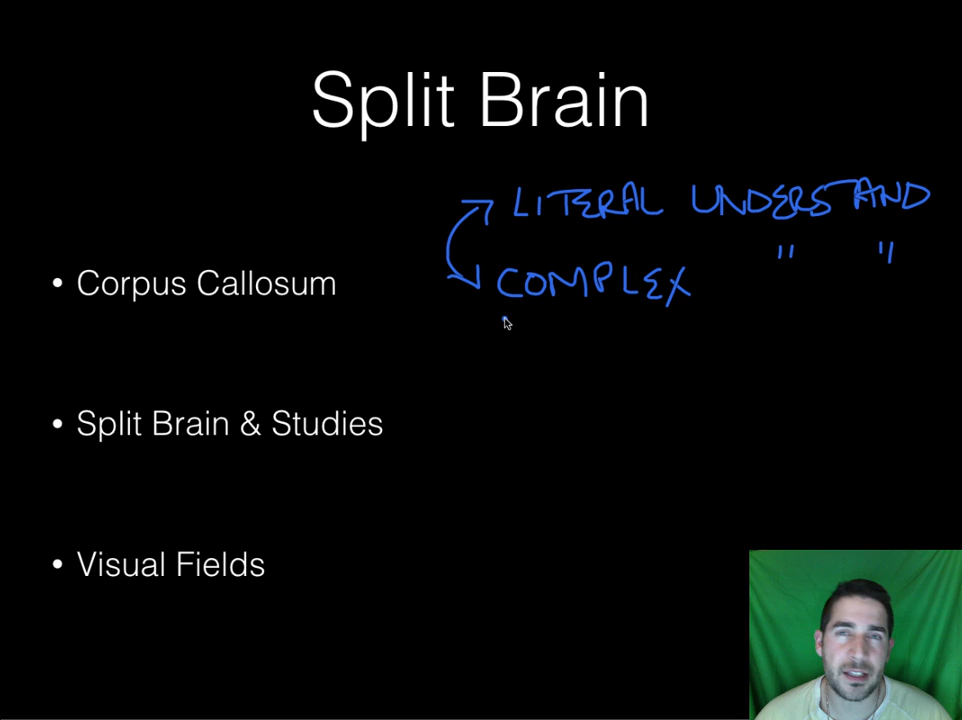 Split Brain
LITERAL UNDERSTAND
COMPLEX " "
• Corpus Callosum
• Split Brain & Studies
• Visual Fields